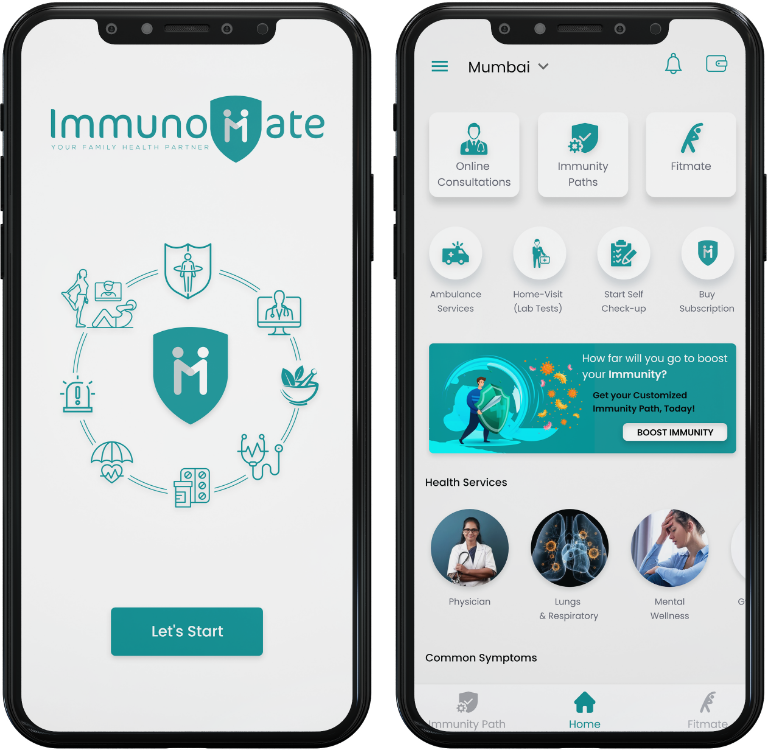 ImmunoMate
YOUR FAMILY HEALTH PARTNER
Let's Start
Mumbai
Online
Consultations
Immunity
Paths
Fitmate
Ambulance
Services
Home-Visit
(Lab Tests)
Start Self
Check-up
Buy
Subscription
How far will you go to boost
your Immunity?
Get your Customized
Immunity Path, Today!
BOOST IMMUNITY
Health Services
Physician
Lungs
& Respiratory
Mental
Wellness
G
Common Symptoms
Immunity Path
Home
Fitmate